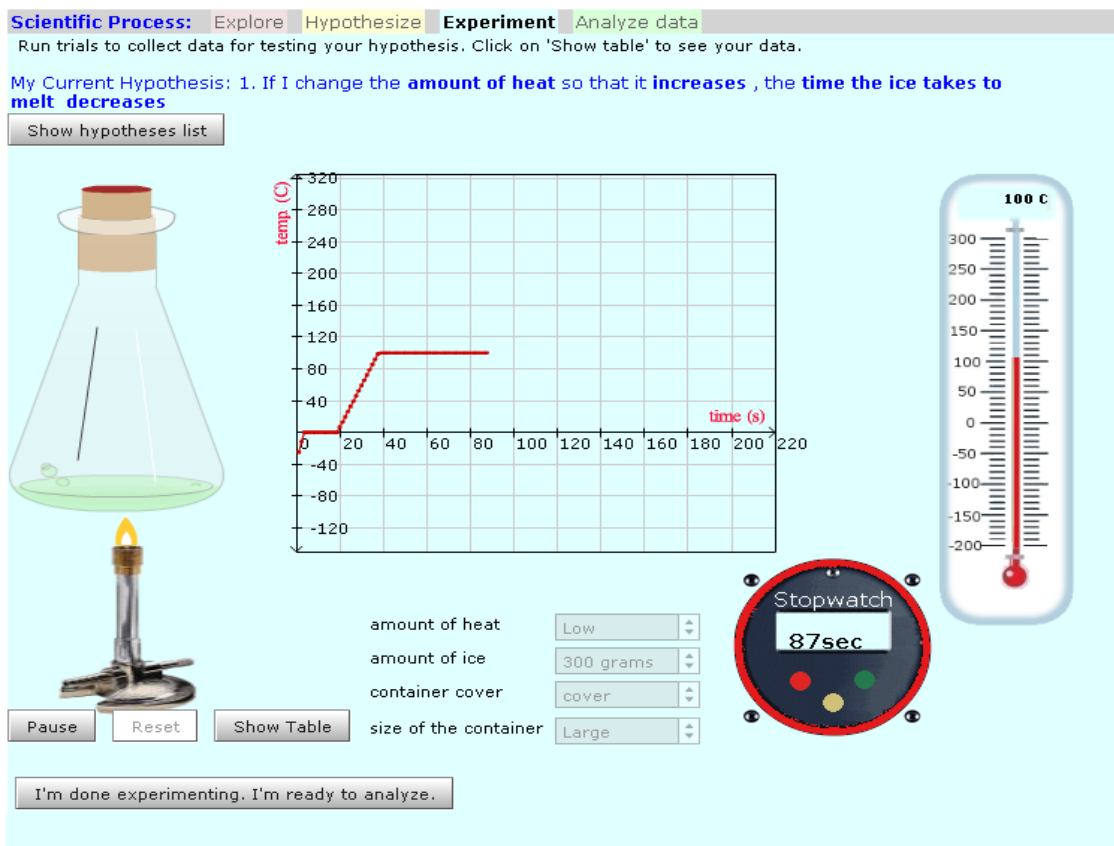 Scientific Process: Explore Hypothesize Experiment Analyze data
Run trials to collect data for testing your hypothesis. Click on 'Show table' to see your data.
My Current Hypothesis: 1. If I change the amount of heat so that it increases , the time the ice takes to
melt decreases
Show hypotheses list
temp (C)
320
280
240
200
160
120
80
40
-40
-80
-120
time (s)
0 20 40 60 80 100 120 140 160 180 200 220
100 C
300
250
200
150
100
50
0
-50
-100
-150
-200
Stopwatch
87sec
amount of heat Low
amount of ice 300 grams
container cover cover
size of the container Large
Pause Reset Show Table
I'm done experimenting. I'm ready to analyze.